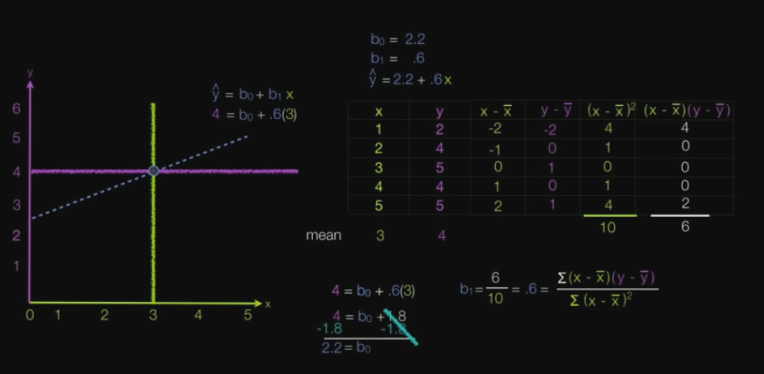 b₀ = 2.2
b₁ = .6
ŷ = 2.2 + .6x
y
ŷ = b₀ + b₁ x
4 = b₀ + .6(3)
6
5
4
3
2
1
0 1 2 3 4 5
x
x y x - x̅ y - y̅ (x - x̅)² (x - x̅)(y - y̅)
1 2 -2 -2 4 4
2 4 -1 0 1 0
3 5 0 1 0 0
4 4 1 0 1 0
5 5 2 1 4 2
10 6
mean 3 4
4 = b₀ + .6(3)
4 = b₀ + 1.8
-1.8 -1.8
2.2 = b₀
b₁ = 6/10 = .6 = Σ(x - x̅)(y - y̅) / Σ(x - x̅)²